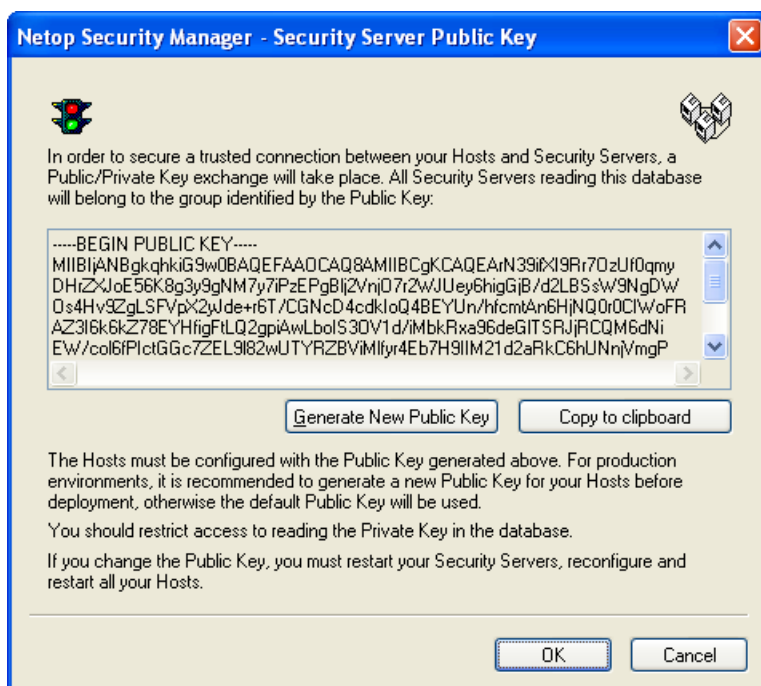 Netop Security Manager - Security Server Public Key
In order to secure a trusted connection between your Hosts and Security Servers, a
Public/Private Key exchange will take place. All Security Servers reading this database
will belong to the group identified by the Public Key:
-----BEGIN PUBLIC KEY-----
MIIBIjANBgkqhkiG9w0BAQEFAAOCAQ8AMIIBCgKCAQEArN39ifXI9Rr7OzUf0qmy
DHrZXJoE56K8g3y9gNM7y7iPzEPgBlj2VnjO7r2WJUey6higGjB/d2LBSsW9NgDW
Os4Hv9ZgLSFVpX2yJde+r6T/CGNcD4cdkIoQ4BEYUn/hfcmtAn6HjNQ0r0ClWoFR
AZ3I6k6kZ78EYHfigFtLQ2gpiAwLbolS3OV1d/iMbkRxa96deGITSRJjRCQM6dNi
EW/col6fPlctGGc7ZEL9l82wUTYRZBViMlfyr4Eb7H9IIM21d2aRkC6hUNnjVmgP
Generate New Public Key
Copy to clipboard
The Hosts must be configured with the Public Key generated above. For production
environments, it is recommended to generate a new Public Key for your Hosts before
deployment, otherwise the default Public Key will be used.
You should restrict access to reading the Private Key in the database.
If you change the Public Key, you must restart your Security Servers, reconfigure and
restart all your Hosts.
OK
Cancel